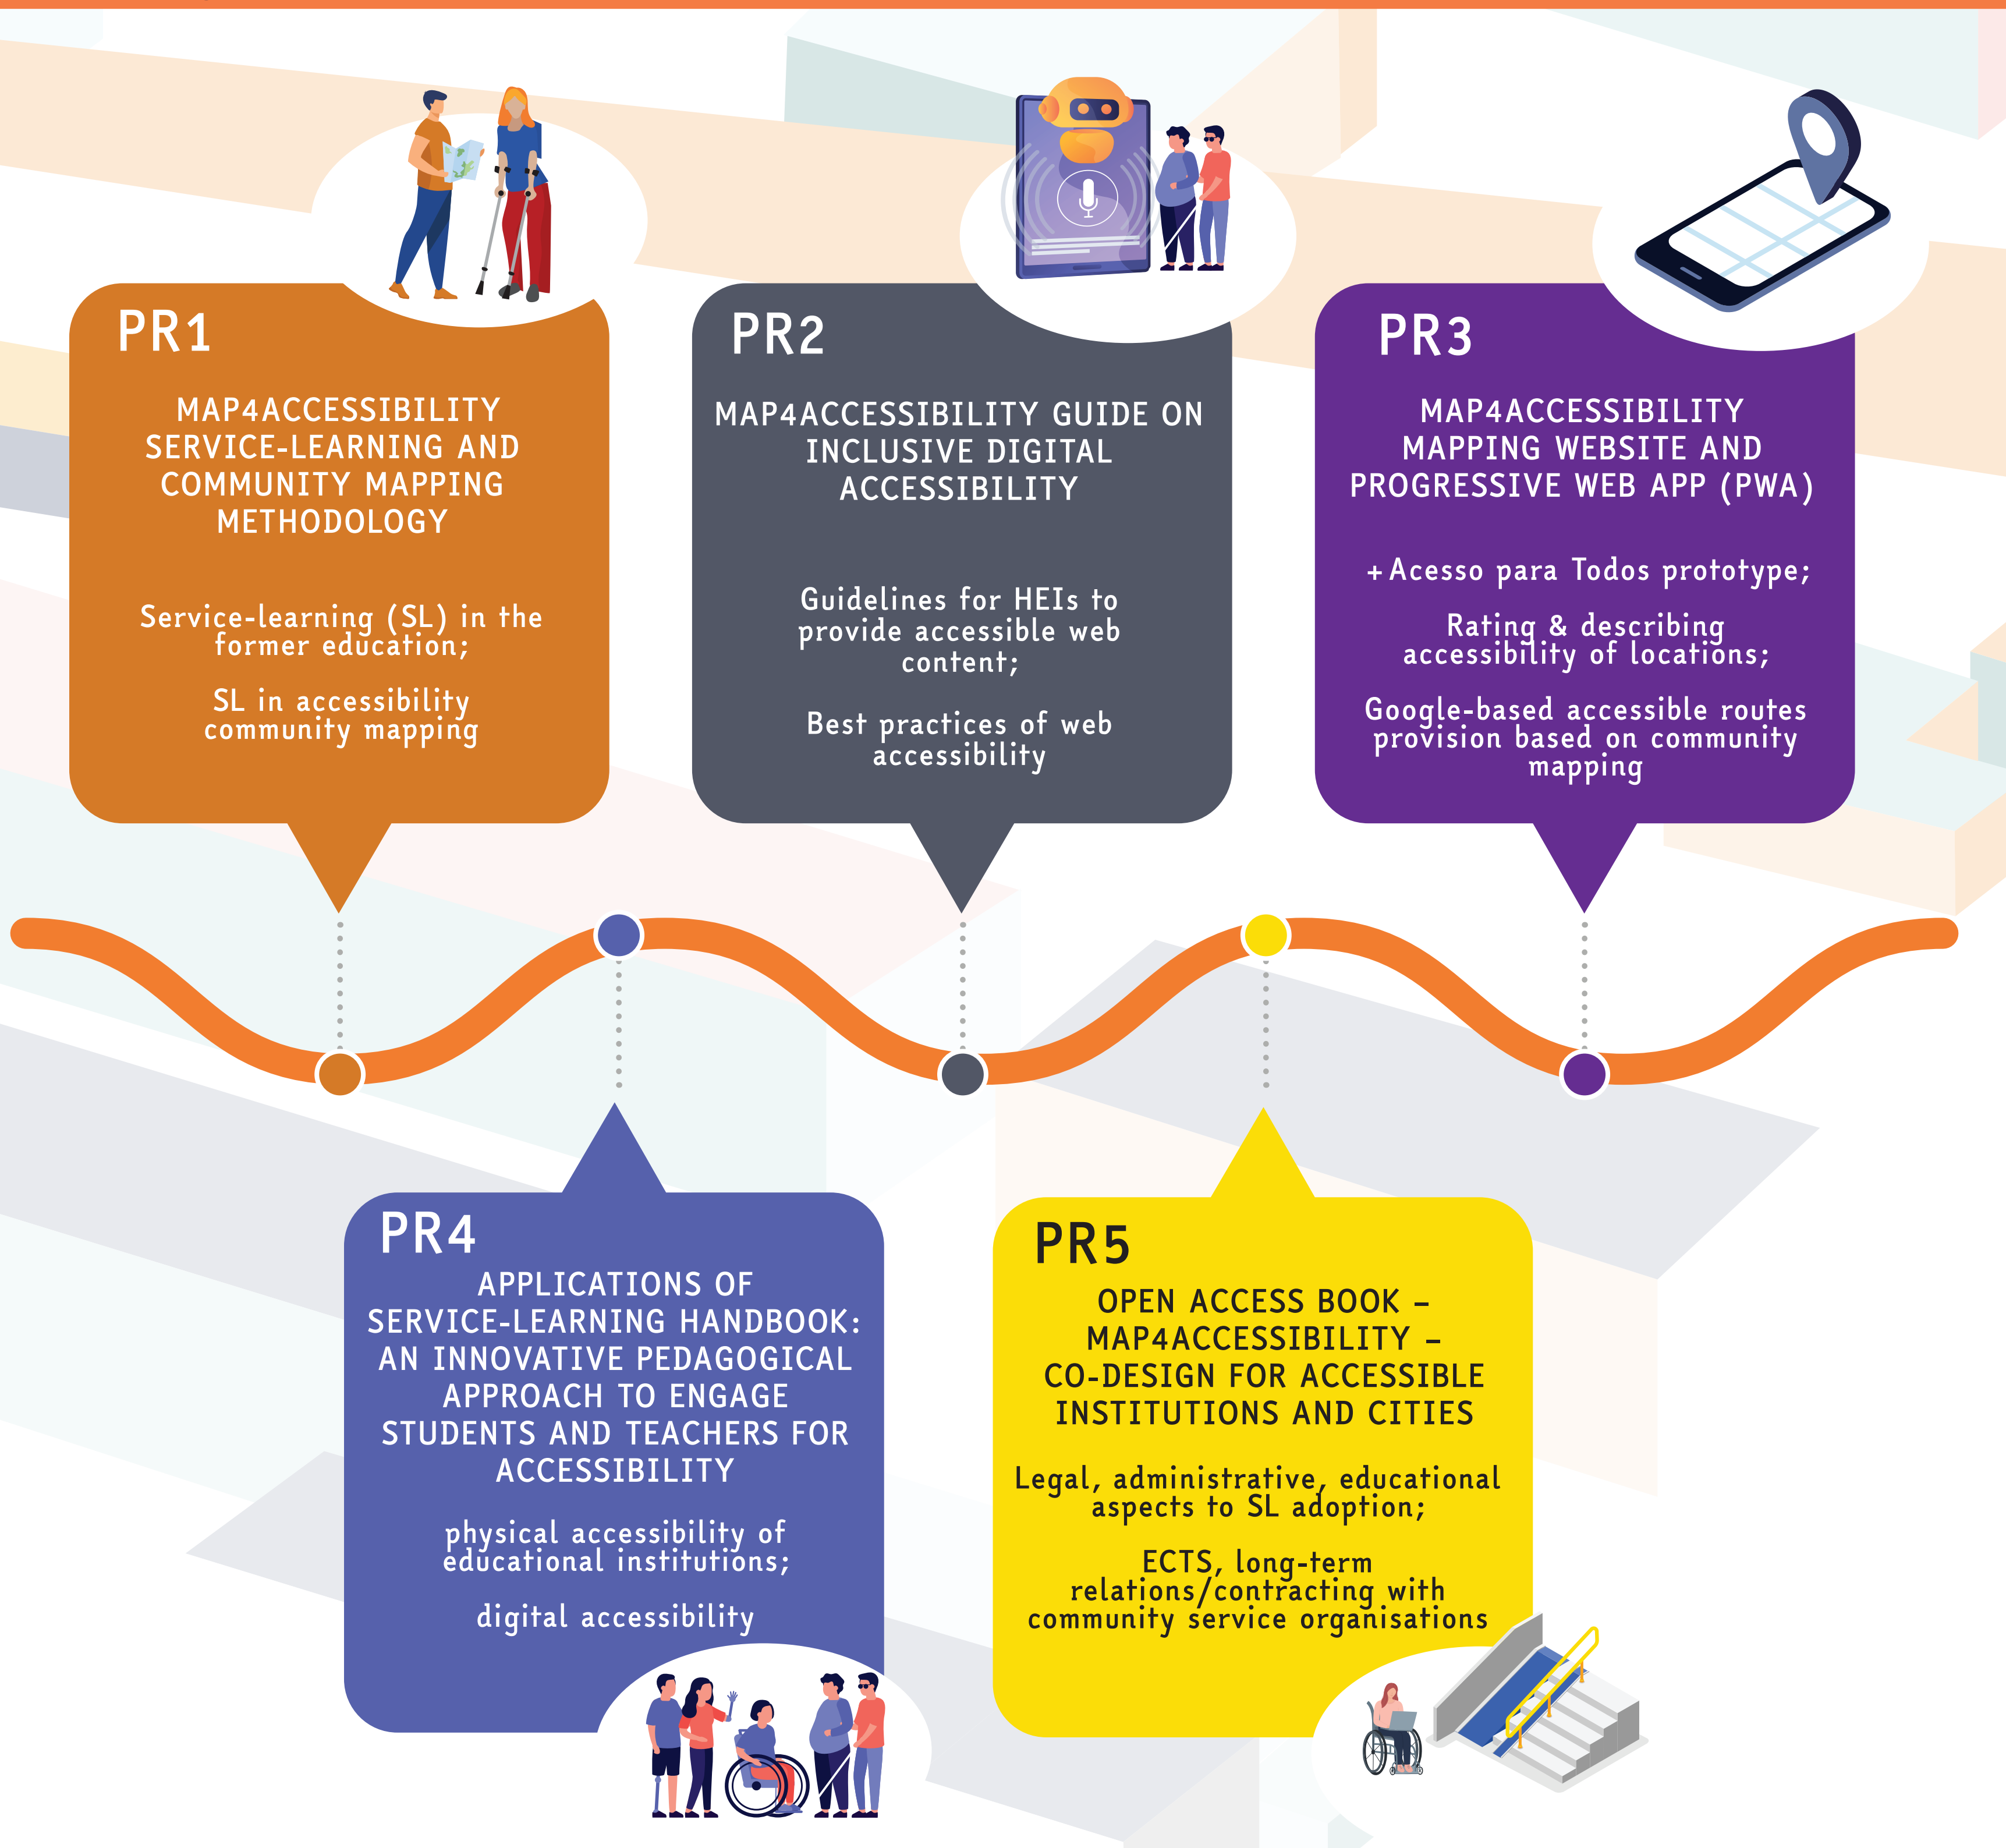 PR1
MAP4ACCESSIBILITY
SERVICE-LEARNING AND
COMMUNITY MAPPING
METHODOLOGY
Service-learning (SL) in the
former education;
SL in accessibility
community mapping
PR2
MAP4ACCESSIBILITY GUIDE ON
INCLUSIVE DIGITAL
ACCESSIBILITY
Guidelines for HEIs to
provide accessible web
content;
Best practices of web
accessibility
PR3
MAP4ACCESSIBILITY
MAPPING WEBSITE AND
PROGRESSIVE WEB APP (PWA)
+Acesso para Todos prototype;
Rating & describing
accessibility of locations;
Google-based accessible routes
provision based on community
mapping
PR4
APPLICATIONS OF
SERVICE-LEARNING HANDBOOK:
AN INNOVATIVE PEDAGOGICAL
APPROACH TO ENGAGE
STUDENTS AND TEACHERS FOR
ACCESSIBILITY
physical accessibility of
educational institutions;
digital accessibility
PR5
OPEN ACCESS BOOK –
MAP4ACCESSIBILITY –
CO-DESIGN FOR ACCESSIBLE
INSTITUTIONS AND CITIES
Legal, administrative, educational
aspects to SL adoption;
ECTS, long-term
relations/contracting with
community service organisations